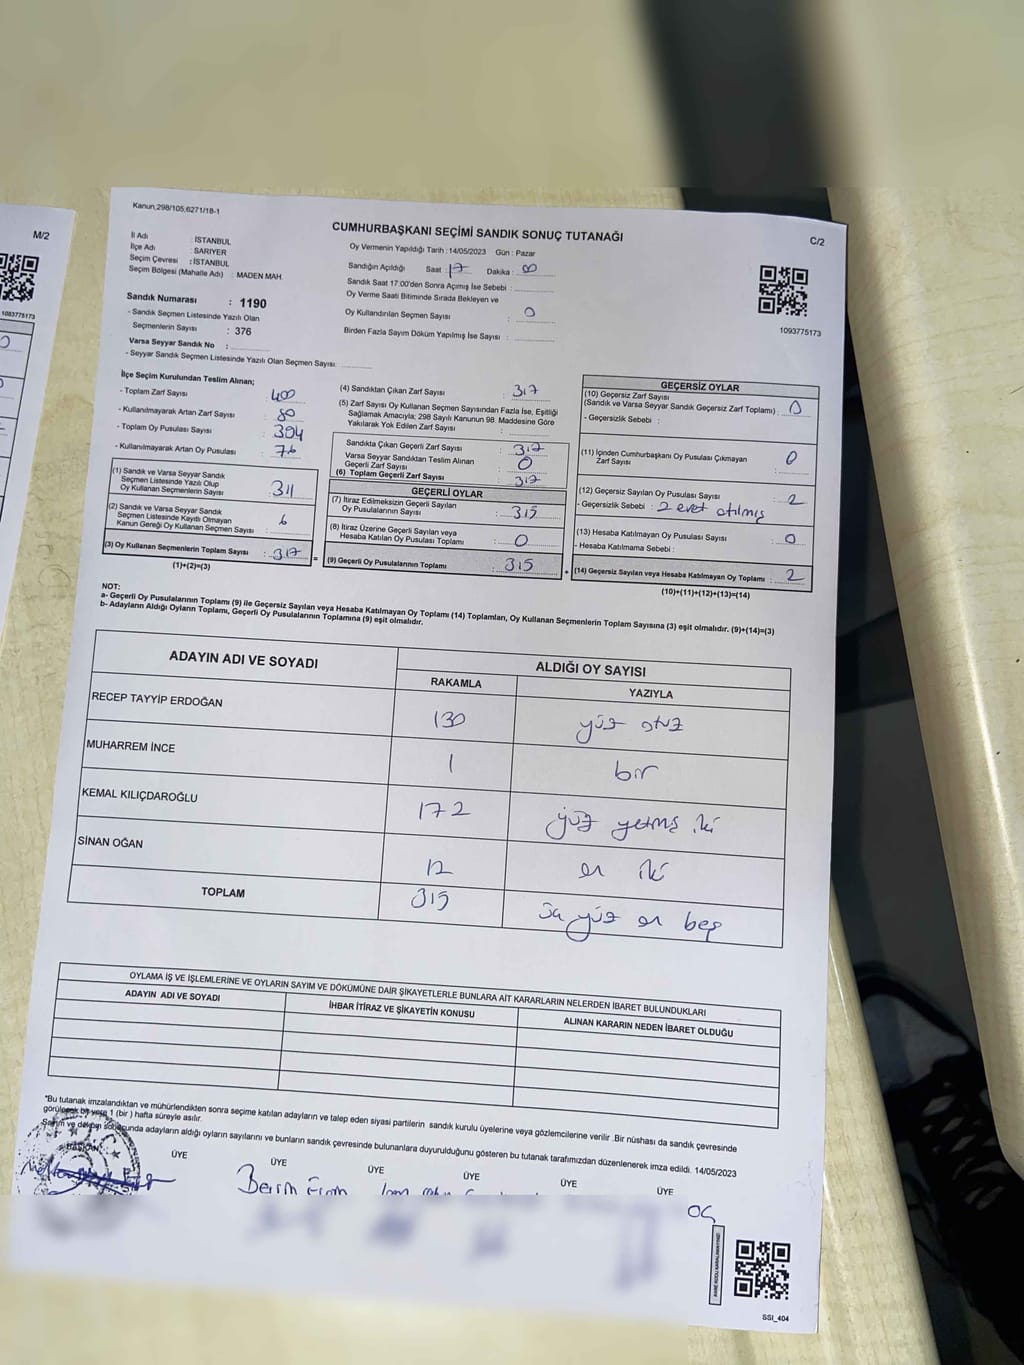 M/2
1083775173
Kanun,298/105;6271/18-1
C/2
CUMHURBAŞKANI SEÇİMİ SANDIK SONUÇ TUTANAĞI
İl Adı : İSTANBUL
İlçe Adı : SARIYER
Seçim Çevresi : İSTANBUL
Seçim Bölgesi (Mahalle Adı) : MADEN MAH.
Sandık Numarası : 1190
- Sandık Seçmen Listesinde Yazılı Olan
Seçmenlerin Sayısı : 376
Varsa Seyyar Sandık No :
- Seyyar Sandık Seçmen Listesinde Yazılı Olan Seçmen Sayısı:
Oy Vermenin Yapıldığı Tarih :14/05/2023 Gün : Pazar
Sandığın Açıldığı Saat : 17 Dakika : 00
Sandık Saat 17.00'den Sonra Açımış İse Sebebi :
Oy Verme Saati Bitiminde Sırada Bekleyen ve
Oy Kullandırılan Seçmen Sayısı : 0
Birden Fazla Sayım Döküm Yapılmış İse Sayısı :
1093775173
İlçe Seçim Kurulundan Teslim Alınan;
- Toplam Zarf Sayısı : 400
- Kullanılmayarak Artan Zarf Sayısı : 80
- Toplam Oy Pusulası Sayısı : 394
- Kullanılmayarak Artan Oy Pusulası : 76
(1) Sandık ve Varsa Seyyar Sandık
Seçmen Listesinde Yazılı Olup
Oy Kullanan Seçmenlerin Sayısı : 311
(2) Sandık ve Varsa Seyyar Sandık
Seçmen Listesinde Kayıtlı Olmayan
Kanun Gereği Oy Kullanan Seçmen Sayısı : 6
(3) Oy Kullanan Seçmenlerin Toplam Sayısı : 317
(1)+(2)=(3)
(4) Sandıktan Çıkan Zarf Sayısı : 317
(5) Zarf Sayısı Oy Kullanan Seçmen Sayısından Fazla İse, Eşitliği
Sağlamak Amacıyla; 298 Sayılı Kanunun 98. Maddesine Göre
Yakılarak Yok Edilen Zarf Sayısı :
Sandıkta Çıkan Geçerli Zarf Sayısı : 317
Varsa Seyyar Sandıktan Teslim Alınan
Geçerli Zarf Sayısı : 0
(6) Toplam Geçerli Zarf Sayısı : 317
GEÇERLİ OYLAR
(7) İtiraz Edilmeksizin Geçerli Sayılan
Oy Pusulalarının Sayısı : 315
(8) İtiraz Üzerine Geçerli Sayılan veya
Hesaba Katılan Oy Pusulası Toplamı : 0
= (9) Geçerli Oy Pusulalarının Toplamı : 315 +
GEÇERSİZ OYLAR
(10) Geçersiz Zarf Sayısı
(Sandık ve Varsa Seyyar Sandık Geçersiz Zarf Toplamı) : 0
- Geçersizlik Sebebi :
(11) İçinden Cumhurbaşkanı Oy Pusulası Çıkmayan
Zarf Sayısı : 0
(12) Geçersiz Sayılan Oy Pusulası Sayısı : 2
- Geçersizlik Sebebi : 2 evet atılmış
(13) Hesaba Katılmayan Oy Pusulası Sayısı : 0
- Hesaba Katılmama Sebebi :
(14) Geçersiz Sayılan veya Hesaba Katılmayan Oy Toplamı : 2
(10)+(11)+(12)+(13)=(14)
NOT:
a- Geçerli Oy Pusulalarının Toplamı (9) ile Geçersiz Sayılan veya Hesaba Katılmayan Oy Toplamı (14) Toplamları, Oy Kullanan Seçmenlerin Toplam Sayısına (3) eşit olmalıdır. (9)+(14)=(3)
b- Adayların Aldığı Oyların Toplamı, Geçerli Oy Pusulalarının Toplamına (9) eşit olmalıdır.
ADAYIN ADI VE SOYADI ALDIĞI OY SAYISI
RAKAMLA YAZIYLA
RECEP TAYYİP ERDOĞAN 130 yüz otuz
MUHARREM İNCE 1 bir
KEMAL KILIÇDAROĞLU 172 yüz yetmiş iki
SİNAN OĞAN 12 on iki
TOPLAM 315 üç yüz on beş
OYLAMA İŞ VE İŞLEMLERİNE VE OYLARIN SAYIM VE DÖKÜMÜNE DAİR ŞİKAYETLERLE BUNLARA AİT KARARLARIN NELERDEN İBARET BULUNDUKLARI
ADAYIN ADI VE SOYADI İHBAR İTİRAZ VE ŞİKAYETİN KONUSU ALINAN KARARIN NEDEN İBARET OLDUĞU
*Bu tutanak imzalandıktan ve mühürlendikten sonra seçime katılan adayların ve talep eden siyasi partilerin sandık kurulu üyelerine veya gözlemcilerine verilir .Bir nüshası da sandık çevresinde
görülecek bir yere 1 (bir ) hafta süreyle asılır.
Sayım ve döküm sonucunda adayların aldığı oyların sayılarını ve bunların sandık çevresinde bulunanlara duyurulduğunu gösteren bu tutanak tarafımızdan düzenlenerek imza edildi. 14/05/2023
BAŞKAN ÜYE ÜYE ÜYE ÜYE ÜYE ÜYE
SSI_404